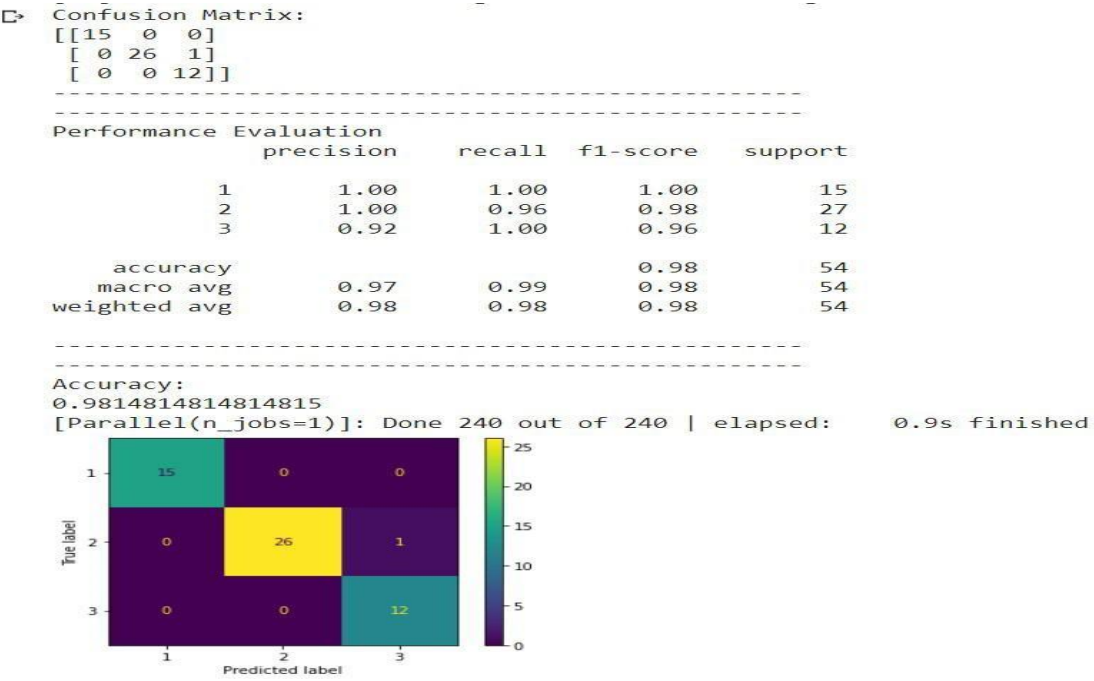 Confusion Matrix:
[[15  0  0]
 [ 0 26  1]
 [ 0  0 12]]
-----------------------------------------------------
-----------------------------------------------------
Performance Evaluation
              precision    recall  f1-score   support

           1       1.00      1.00      1.00        15
           2       1.00      0.96      0.98        27
           3       0.92      1.00      0.96        12

    accuracy                           0.98        54
   macro avg       0.97      0.99      0.98        54
weighted avg       0.98      0.98      0.98        54

-----------------------------------------------------
-----------------------------------------------------
Accuracy:
0.9814814814814815
[Parallel(n_jobs=1)]: Done 240 out of 240 | elapsed:    0.9s finished
25
1 15 0 0
20
True label
15
2 0 26 1
10
3 0 0 12
5
0
1 2 3
Predicted label